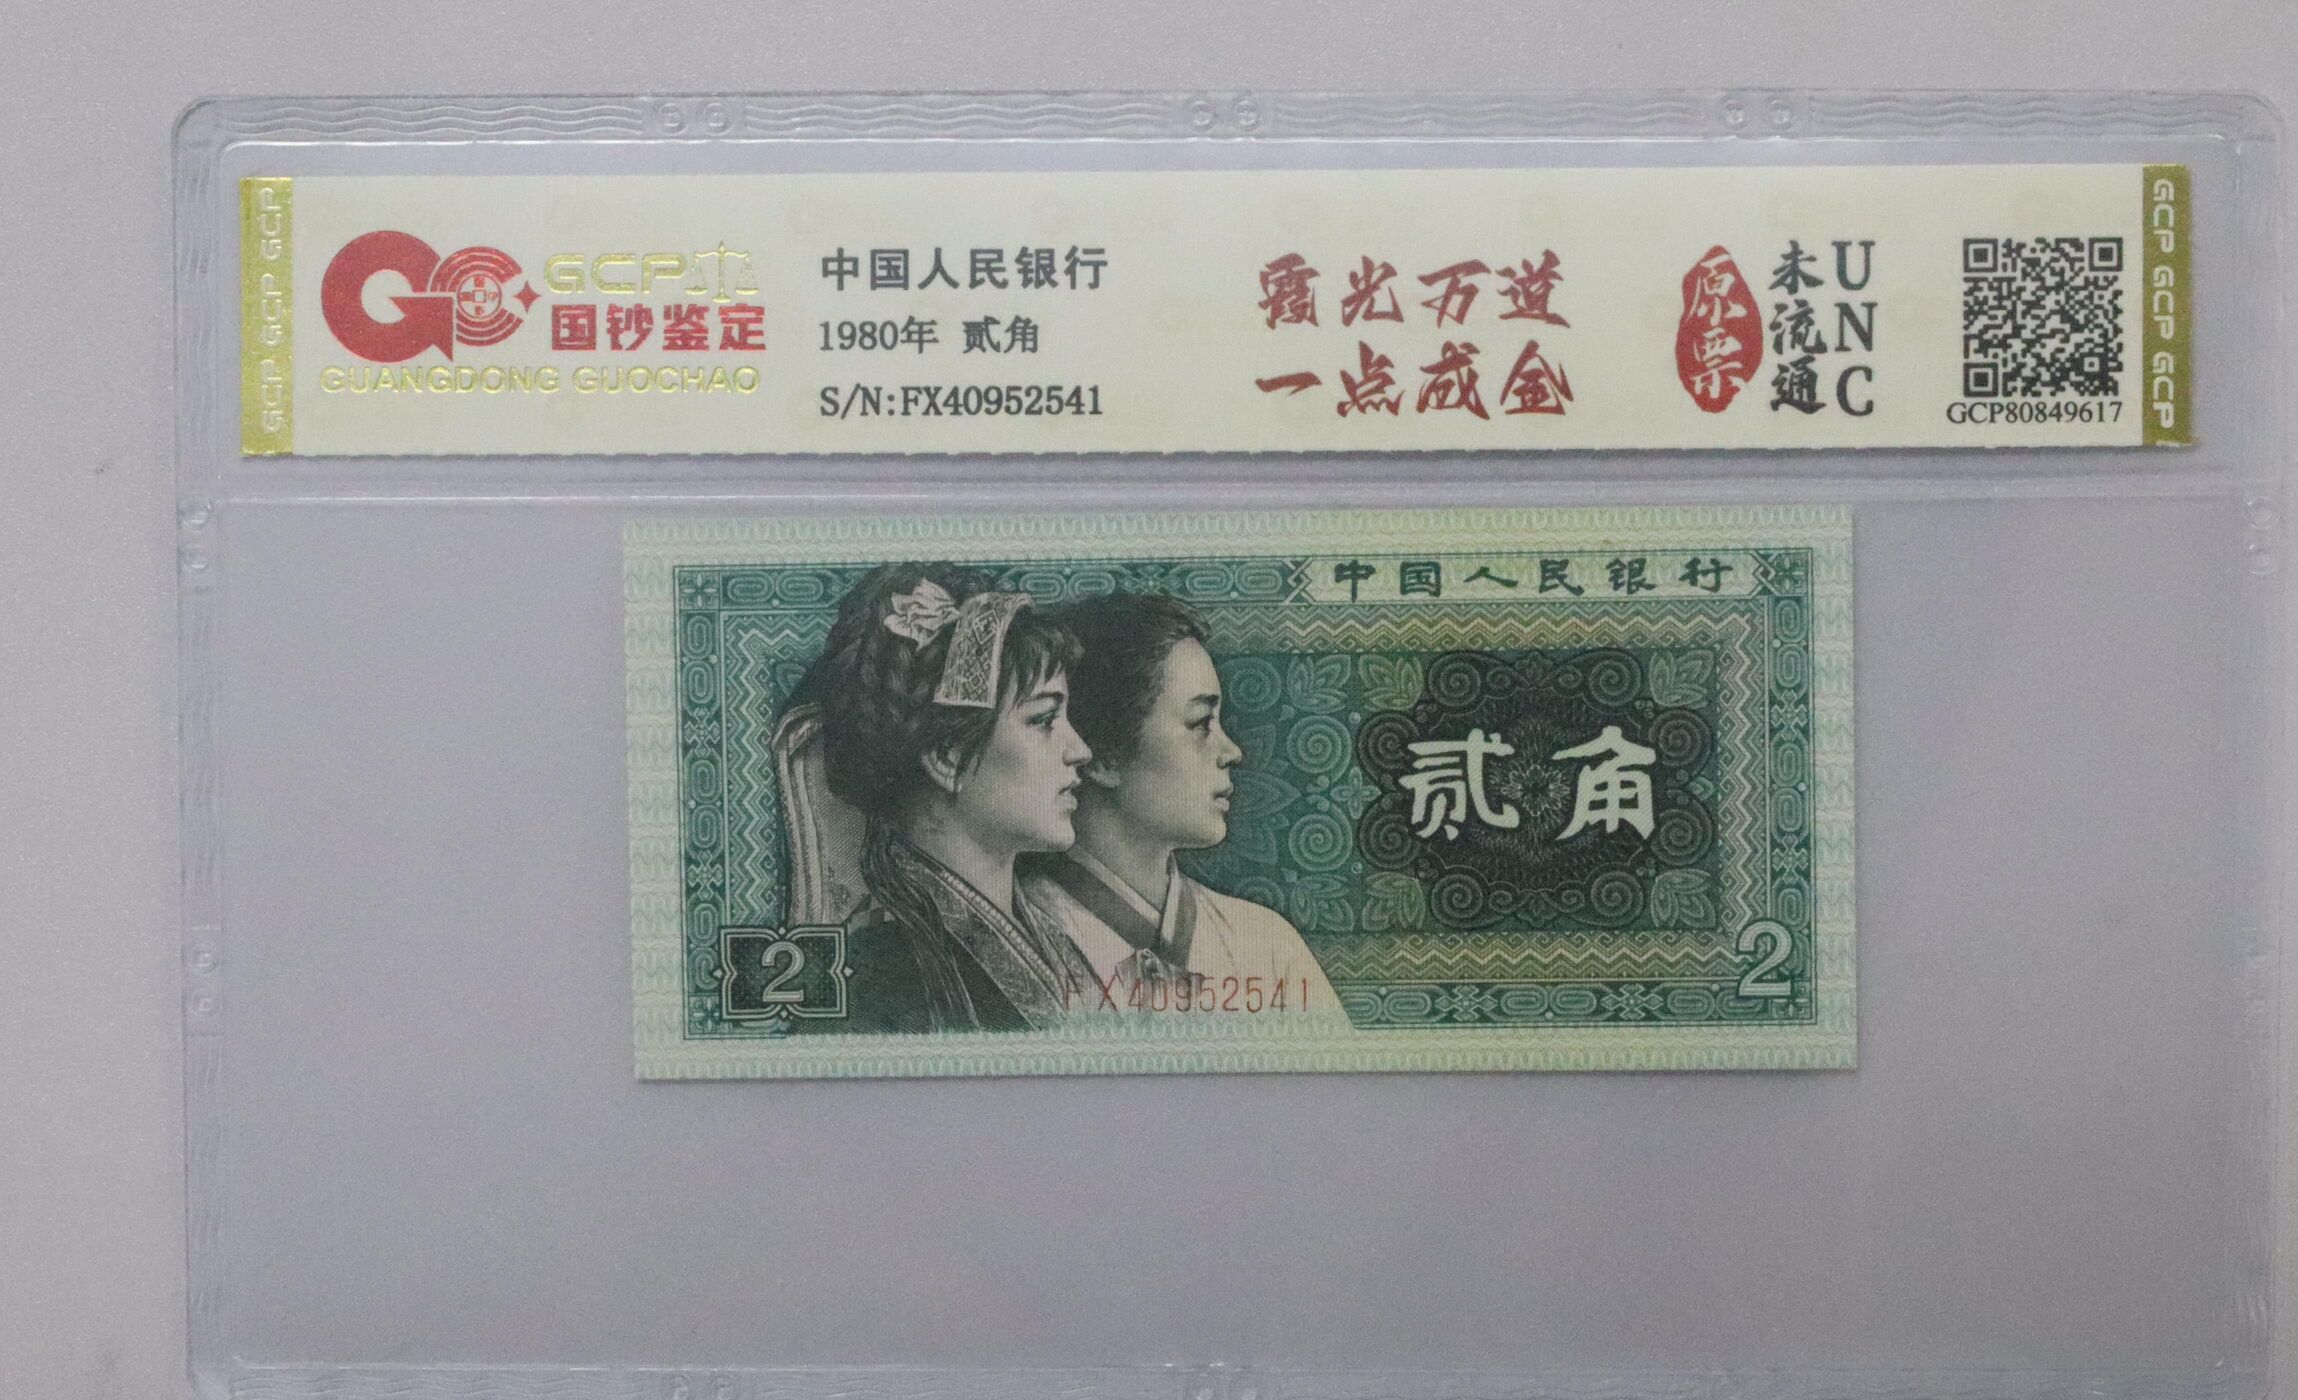 GCP GCP GCP
GCP
国钞鉴定
GUANGDONG GUOCHAO
中国人民银行
1980年 贰角
S/N:FX40952541
霞光万道
一点成金
原票
未流通
UNC
GCP80849617
GCP GCP GCP
中国人民银行
贰角
2
FX40952541
2